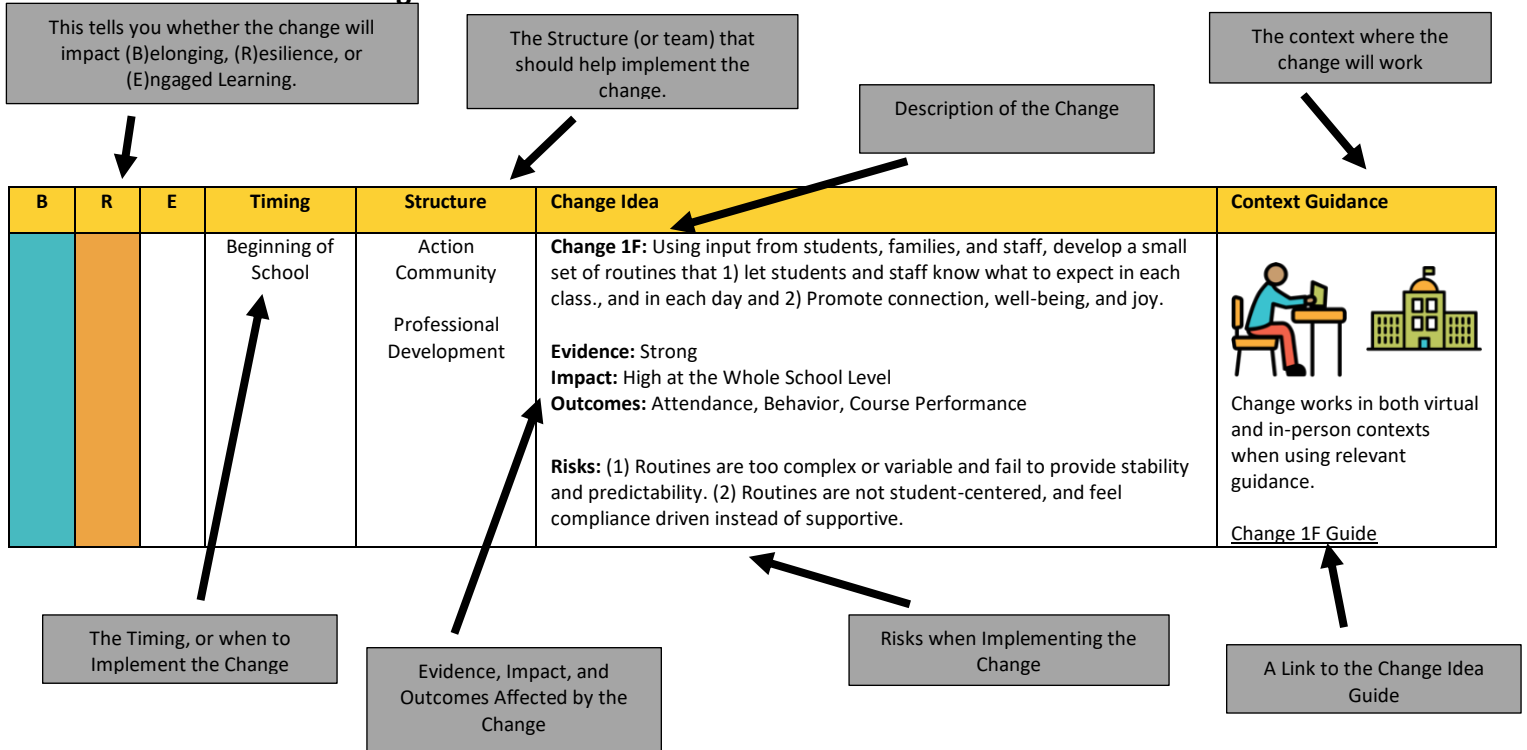 This tells you whether the change will
impact (B)elonging, (R)esilience, or
(E)ngaged Learning.
The Structure (or team) that
should help implement the
change.
Description of the Change
The context where the
change will work
B R E Timing Structure Change Idea Context Guidance
Beginning of
School
Action
Community
Professional
Development
Change 1F: Using input from students, families, and staff, develop a small
set of routines that 1) let students and staff know what to expect in each
class., and in each day and 2) Promote connection, well-being, and joy.
Evidence: Strong
Impact: High at the Whole School Level
Outcomes: Attendance, Behavior, Course Performance
Risks: (1) Routines are too complex or variable and fail to provide stability
and predictability. (2) Routines are not student-centered, and feel
compliance driven instead of supportive.
Change works in both virtual
and in-person contexts
when using relevant
guidance.
Change 1F Guide
The Timing, or when to
Implement the Change
Evidence, Impact, and
Outcomes Affected by the
Change
Risks when Implementing the
Change
A Link to the Change Idea
Guide